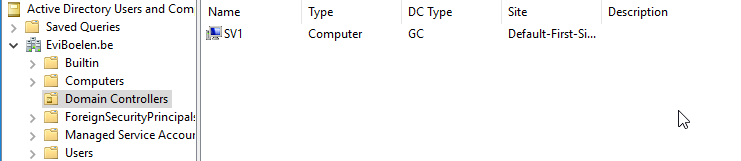 Active Directory Users and Com
Saved Queries
EviBoelen.be
Builtin
Computers
Domain Controllers
ForeignSecurityPrincipals
Managed Service Accour
Users
Name Type DC Type Site Description
SV1 Computer GC Default-First-Si...